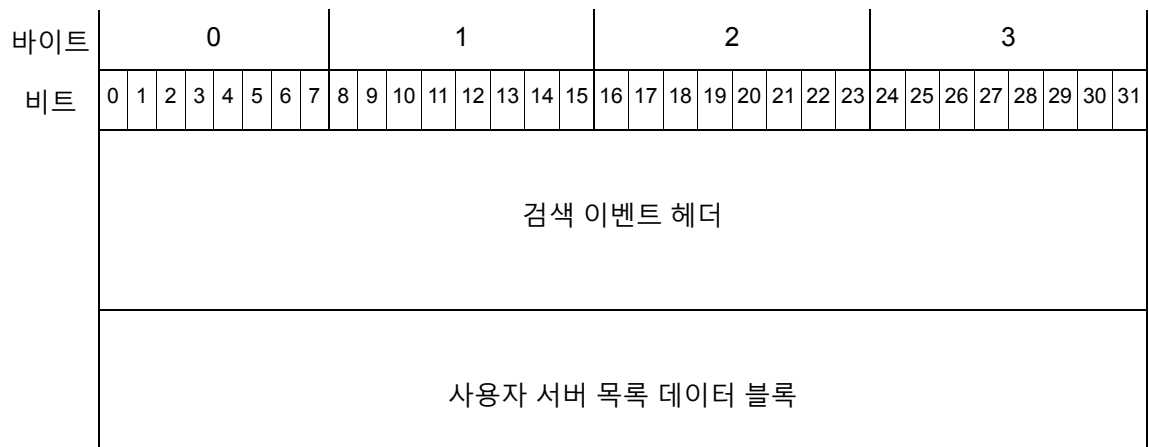 바이트 0 1 2 3
비트 0 1 2 3 4 5 6 7 8 9 10 11 12 13 14 15 16 17 18 19 20 21 22 23 24 25 26 27 28 29 30 31
검색 이벤트 헤더
사용자 서버 목록 데이터 블록